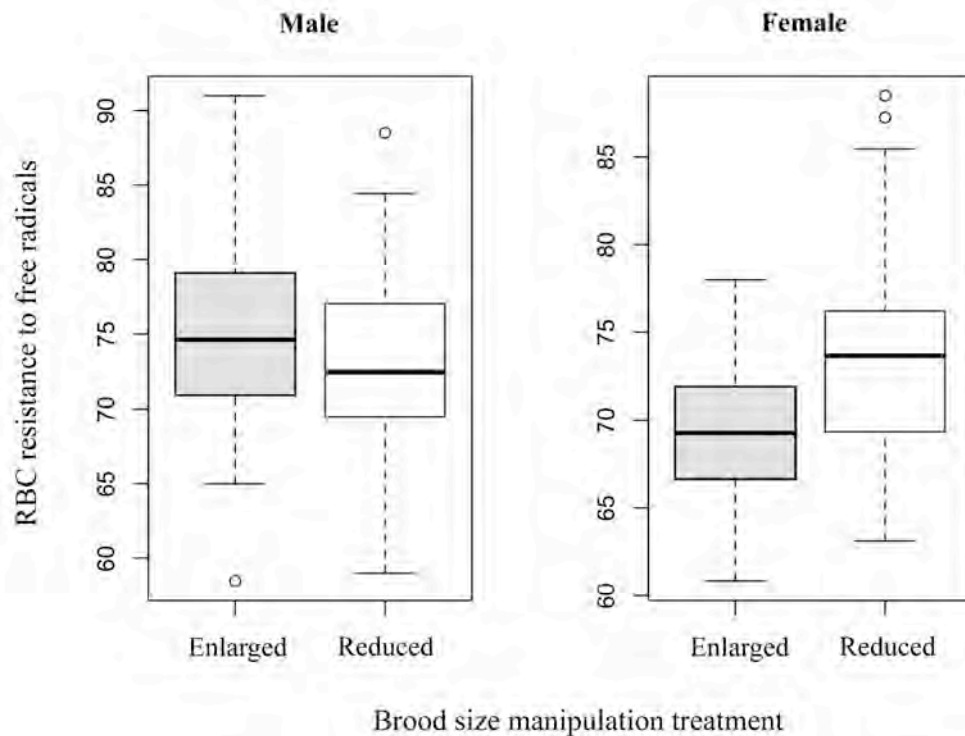 Male
Female
RBC resistance to free radicals
90
85
80
75
70
65
60
85
80
75
70
65
60
Enlarged
Reduced
Enlarged
Reduced
Brood size manipulation treatment